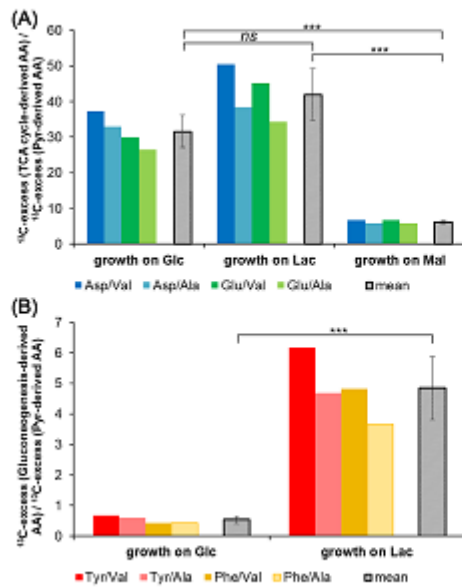 (A)
***
ns
***
60
50
40
30
20
10
0
¹³C-excess (TCA cycle-derived AA) /
¹³C-excess (Pyr-derived AA)
growth on Glc growth on Lac growth on Mal
Asp/Val Asp/Ala Glu/Val Glu/Ala mean
(B)
***
7
6
5
4
3
2
1
0
¹³C-excess (Gluconeogenesis-derived
AA) / ¹³C-excess (Pyr-derived AA)
growth on Glc growth on Lac
Tyr/Val Tyr/Ala Phe/Val Phe/Ala mean